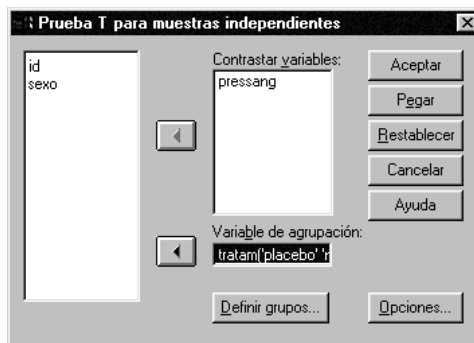 Prueba T para muestras independientes
id
sexo
Contrastar variables:
pressang
Variable de agrupación:
tratam('placebo' 'r
Definir grupos...
Aceptar
Pegar
Restablecer
Cancelar
Ayuda
Opciones...